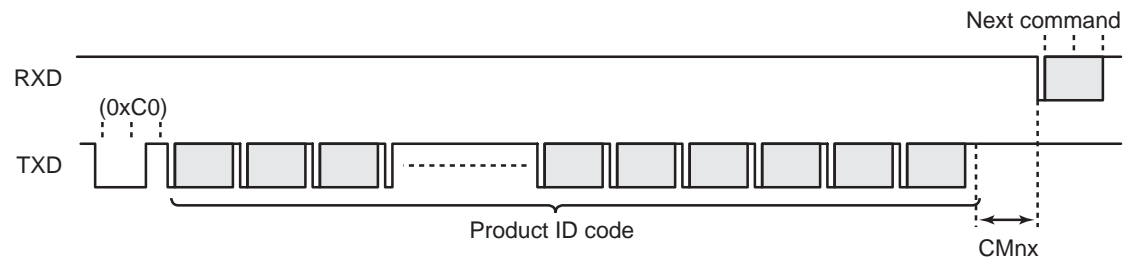 Next command
RXD
(0xC0)
TXD
Product ID code
CMnx